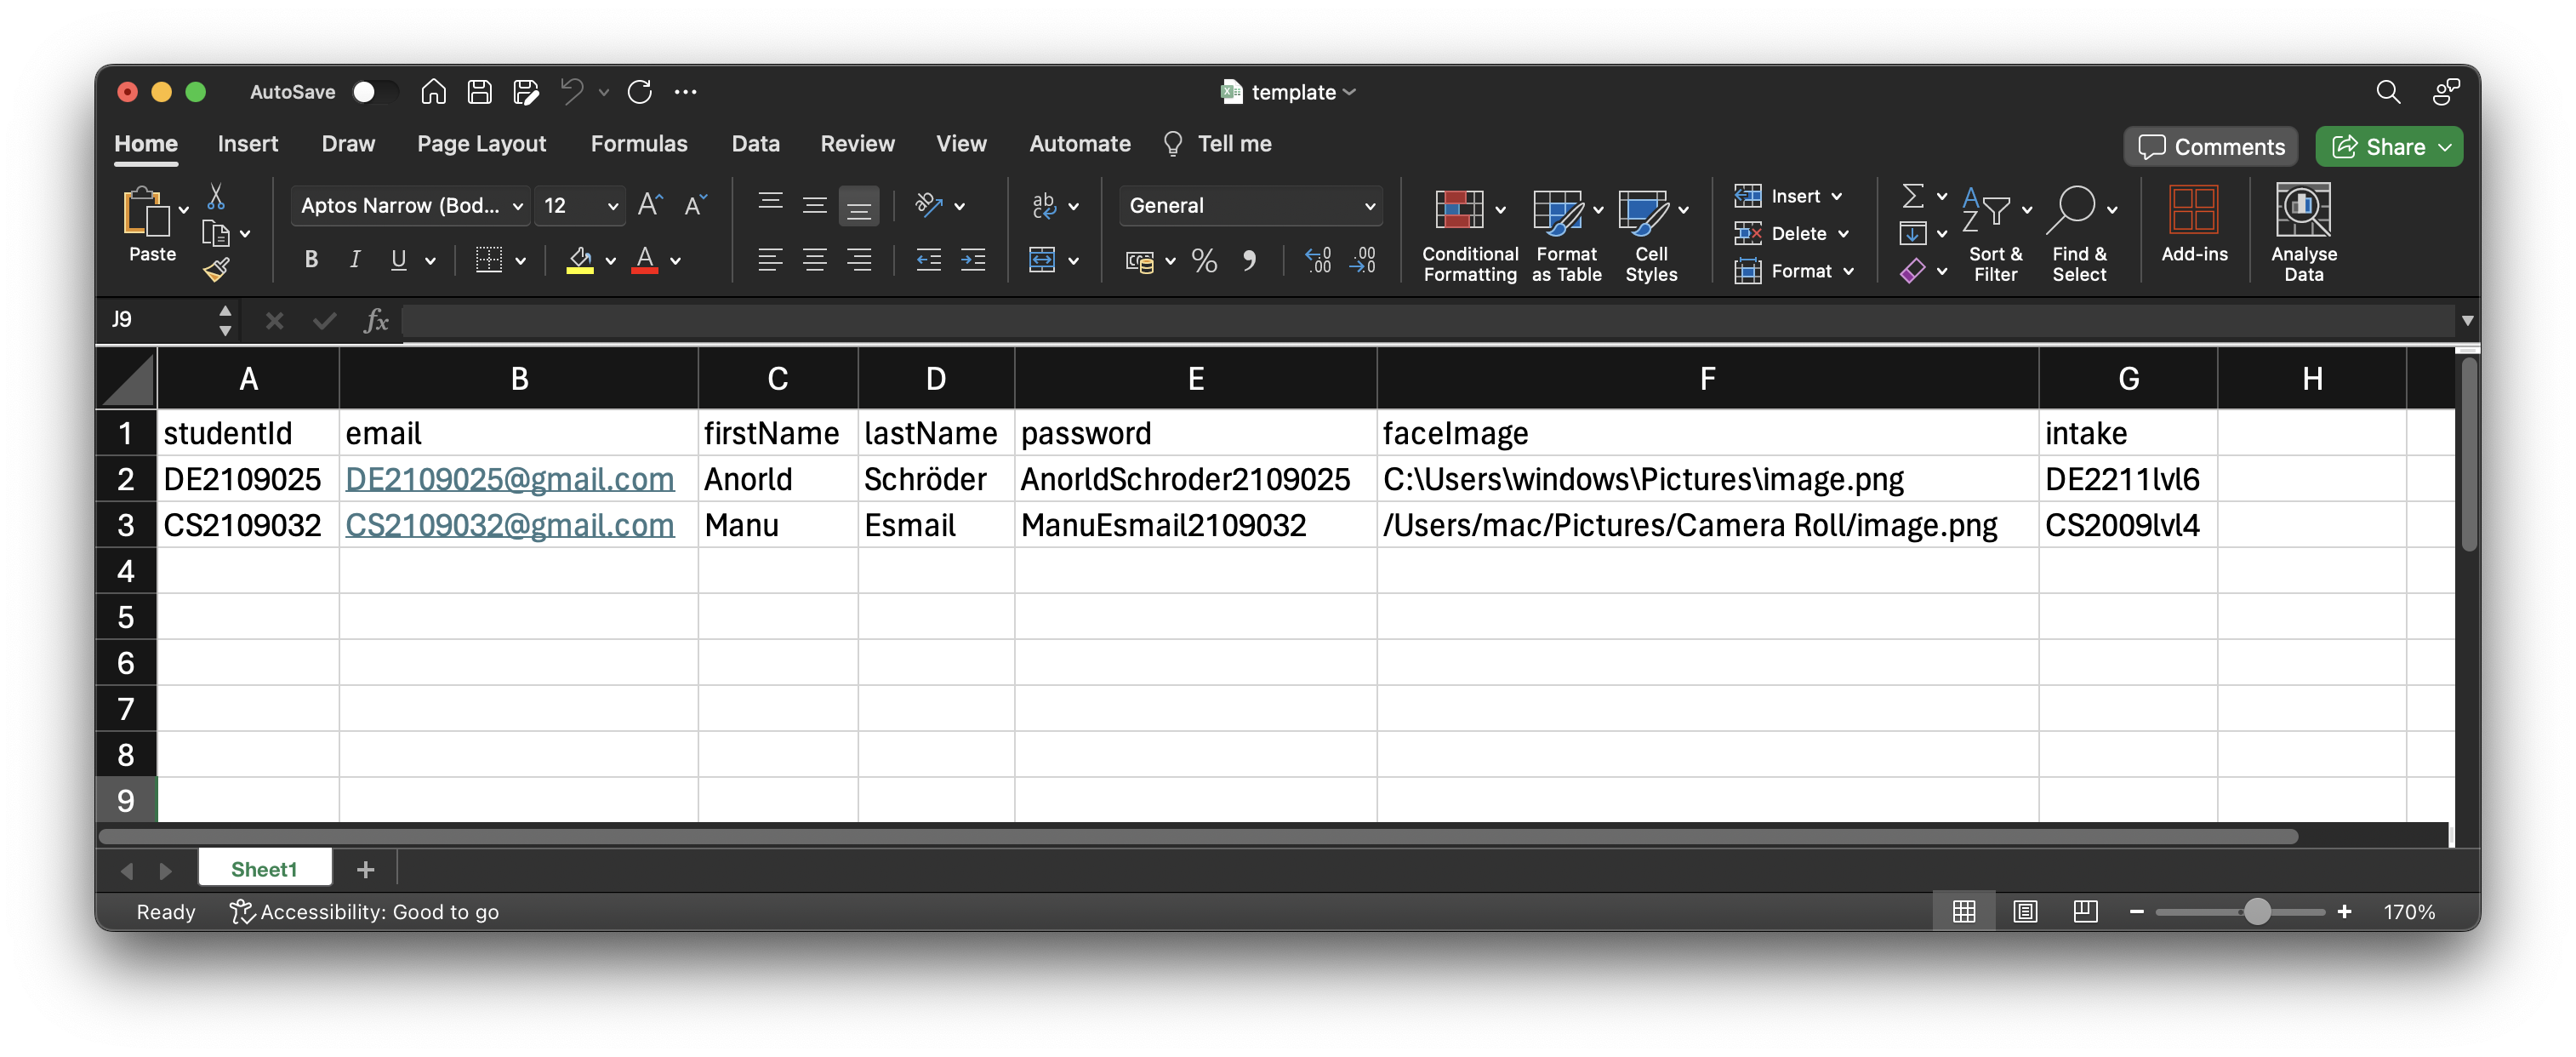 AutoSave
template
Home Insert Draw Page Layout Formulas Data Review View Automate Tell me Comments Share
Paste Aptos Narrow (Bod... 12 A A General Insert
B I U A % Delete
Conditional Formatting Format as Table Cell Styles Format Sort & Filter Find & Select Add-ins Analyse Data
J9 fx
A B C D E F G H
1 studentId email firstName lastName password faceImage intake
2 DE2109025 DE2109025@gmail.com Anorld Schröder AnorldSchroder2109025 C:\Users\windows\Pictures\image.png DE2211lvl6
3 CS2109032 CS2109032@gmail.com Manu Esmail ManuEsmail2109032 /Users/mac/Pictures/Camera Roll/image.png CS2009lvl4
4
5
6
7
8
9
Sheet1 +
Ready Accessibility: Good to go 170%